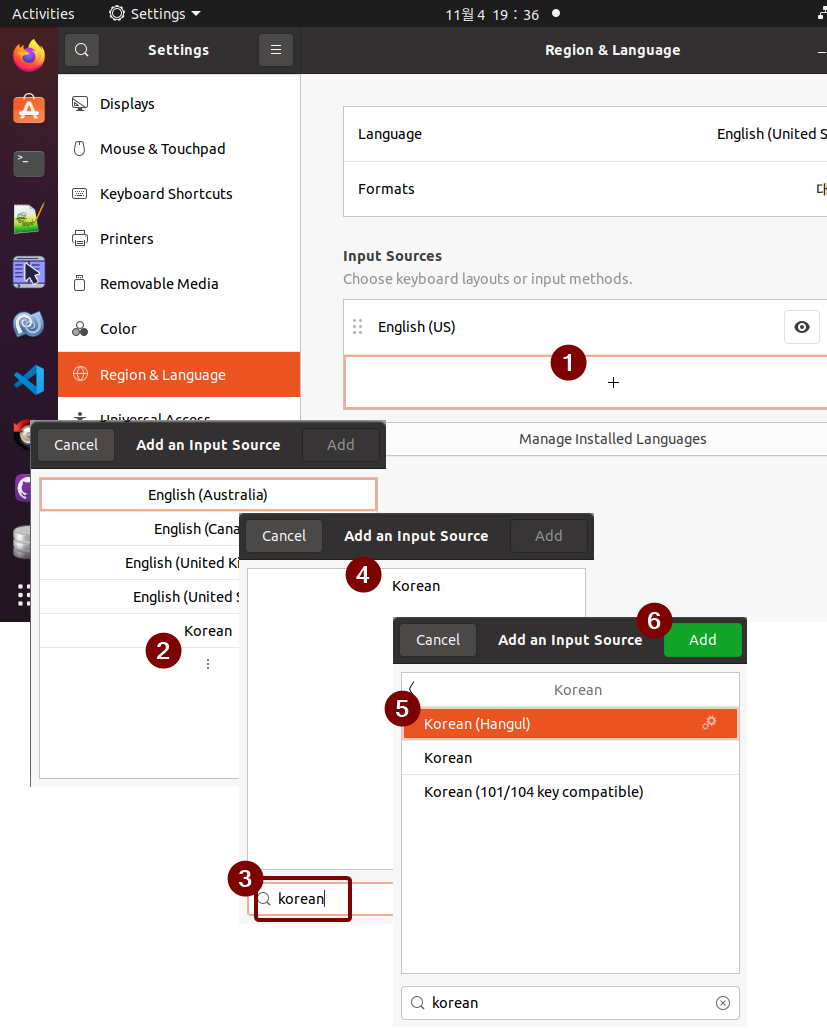 Activities
Settings
11월 4 19 : 36
Settings
Region & Language
Displays
Mouse & Touchpad
Keyboard Shortcuts
Printers
Removable Media
Color
Region & Language
Universal Access
Language
English (United S
Formats
대
Input Sources
Choose keyboard layouts or input methods.
English (US)
1
+
Manage Installed Languages
Cancel
Add an Input Source
Add
English (Australia)
English (Cana
English (United Ki
English (United S
Korean
2
Cancel
Add an Input Source
Add
4
Korean
3
korean
6
Cancel
Add an Input Source
Add
Korean
5
Korean (Hangul)
Korean
Korean (101/104 key compatible)
korean